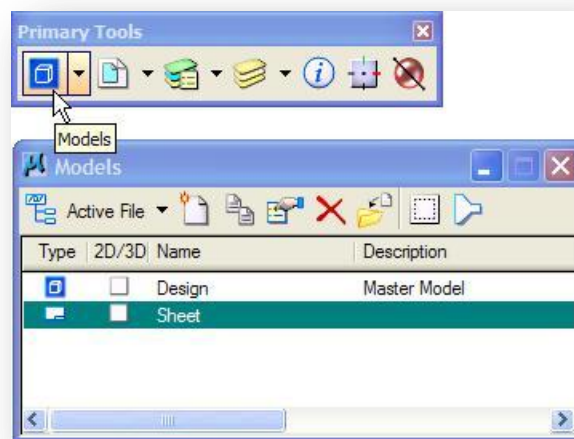 Primary Tools
Models
Models
Active File
Type 2D/3D Name Description
Design Master Model
Sheet